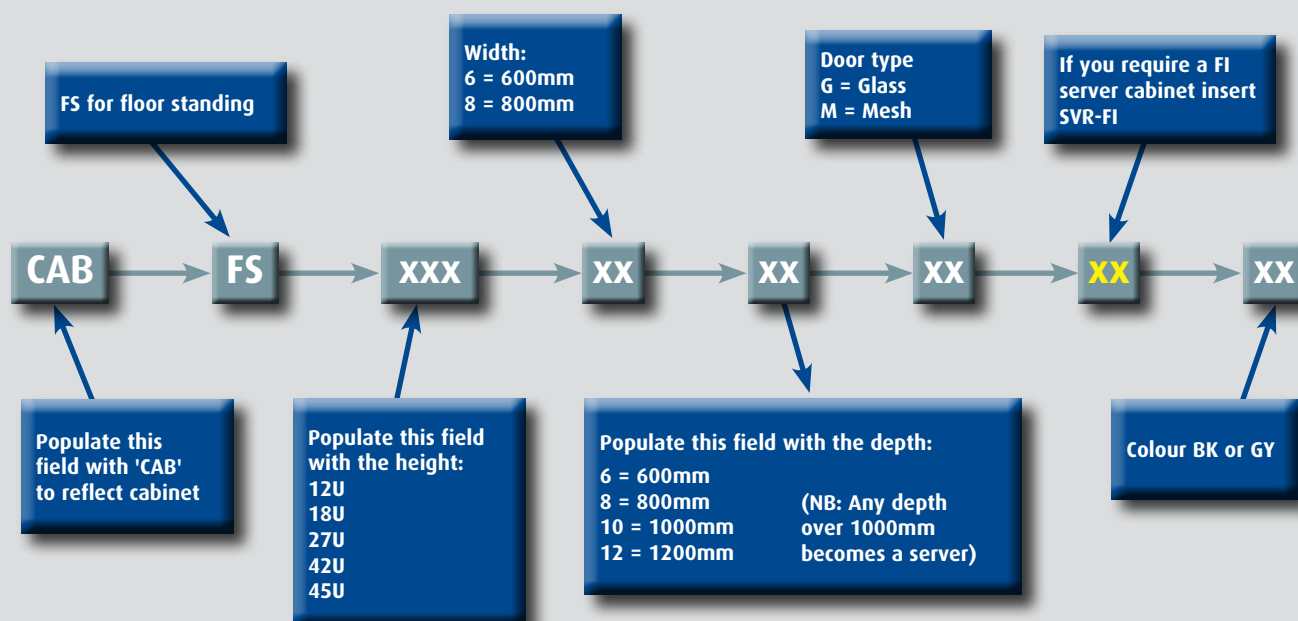 Width:
6 = 600mm
8 = 800mm
Door type
G = Glass
M = Mesh
If you require a FI
server cabinet insert
SVR-FI
FS for floor standing
CAB
FS
XXX
XX
XX
XX
XX
XX
Populate this
field with 'CAB'
to reflect cabinet
Populate this field
with the height:
12U
18U
27U
42U
45U
Populate this field with the depth:
6 = 600mm
8 = 800mm
10 = 1000mm
12 = 1200mm
(NB: Any depth
over 1000mm
becomes a server)
Colour BK or GY